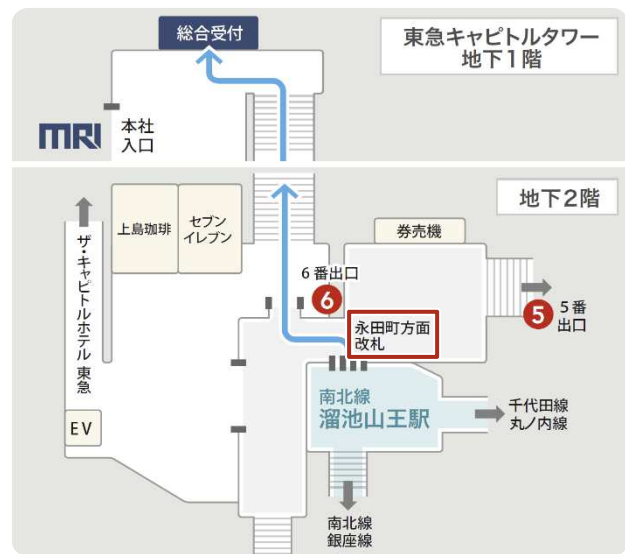 総合受付
東急キャピトルタワー
地下1階
MRI
本社
入口
地下2階
上島珈琲
セブン
イレブン
券売機
ザ・キャピトルホテル 東急
6番出口
6
5
5番
出口
永田町方面
改札
南北線
溜池山王駅
千代田線
丸ノ内線
EV
南北線
銀座線